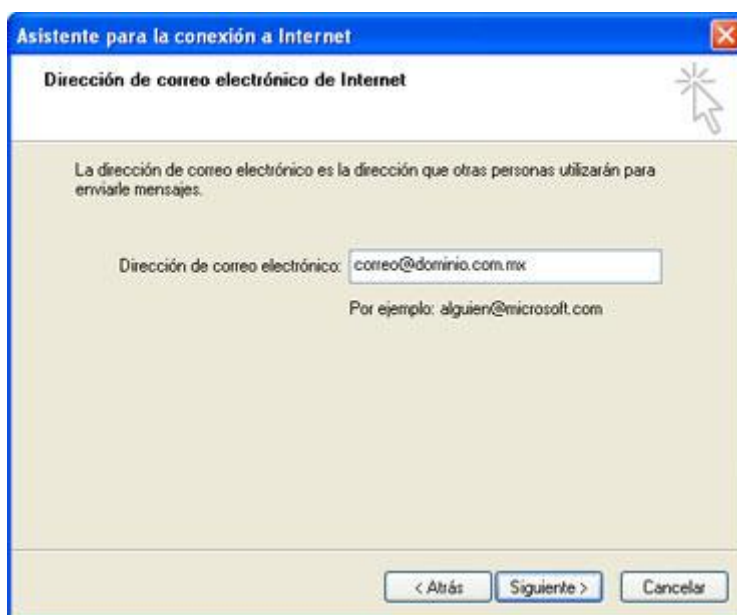 Asistente para la conexión a Internet
Dirección de correo electrónico de Internet
La dirección de correo electrónico es la dirección que otras personas utilizarán para
enviarle mensajes.
Dirección de correo electrónico: correo@dominio.com.mx
Por ejemplo: alguien@microsoft.com
< Atrás Siguiente > Cancelar